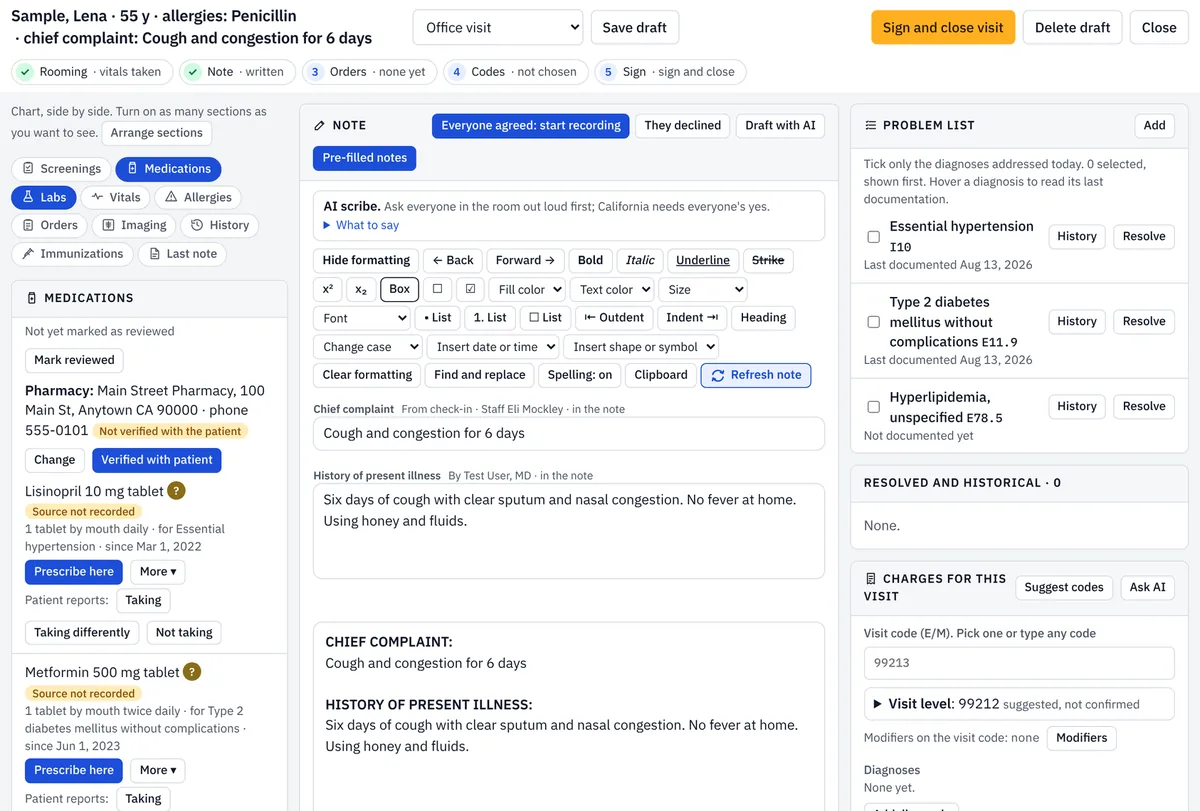 Sample, Lena · 55 y · allergies: Penicillin
· chief complaint: Cough and congestion for 6 days
Office visit
Save draft
Sign and close visit
Delete draft
Close
Rooming · vitals taken
Note · written
3 Orders · none yet
4 Codes · not chosen
5 Sign · sign and close
Chart, side by side. Turn on as many sections as
you want to see. Arrange sections
Screenings
Medications
Labs
Vitals
Allergies
Orders
Imaging
History
Immunizations
Last note
MEDICATIONS
Not yet marked as reviewed
Mark reviewed
Pharmacy: Main Street Pharmacy, 100
Main St, Anytown CA 90000 · phone
555-0101 Not verified with the patient
Change
Verified with patient
Lisinopril 10 mg tablet ?
Source not recorded
1 tablet by mouth daily · for Essential
hypertension · since Mar 1, 2022
Prescribe here
More ▾
Patient reports: Taking
Taking differently
Not taking
Metformin 500 mg tablet ?
Source not recorded
1 tablet by mouth twice daily · for Type 2
diabetes mellitus without complications ·
since Jun 1, 2023
Prescribe here
More ▾
Patient reports: Taking
NOTE
Everyone agreed: start recording
They declined
Draft with AI
Pre-filled notes
AI scribe. Ask everyone in the room out loud first; California needs everyone's yes.
▶ What to say
Hide formatting
← Back
Forward →
Bold
Italic
Underline
Strike
x²
x₂
Box
☐
☑
Fill color
Text color
Size
Font
• List
1. List
☐ List
⇤ Outdent
Indent ⇥
Heading
Change case
Insert date or time
Insert shape or symbol
Clear formatting
Find and replace
Spelling: on
Clipboard
Refresh note
Chief complaint From check-in · Staff Eli Mockley · in the note
Cough and congestion for 6 days
History of present illness By Test User, MD · in the note
Six days of cough with clear sputum and nasal congestion. No fever at home.
Using honey and fluids.
CHIEF COMPLAINT:
Cough and congestion for 6 days
HISTORY OF PRESENT ILLNESS:
Six days of cough with clear sputum and nasal congestion. No fever at home.
Using honey and fluids.
PROBLEM LIST
Add
Tick only the diagnoses addressed today. 0 selected,
shown first. Hover a diagnosis to read its last
documentation.
Essential hypertension
I10
History
Resolve
Last documented Aug 13, 2026
Type 2 diabetes
mellitus without
complications E11.9
History
Resolve
Last documented Aug 13, 2026
Hyperlipidemia,
unspecified E78.5
History
Resolve
Not documented yet
RESOLVED AND HISTORICAL · 0
None.
CHARGES FOR THIS
VISIT
Suggest codes
Ask AI
Visit code (E/M). Pick one or type any code
99213
▶ Visit level: 99212 suggested, not confirmed
Modifiers on the visit code: none Modifiers
Diagnoses
None yet.